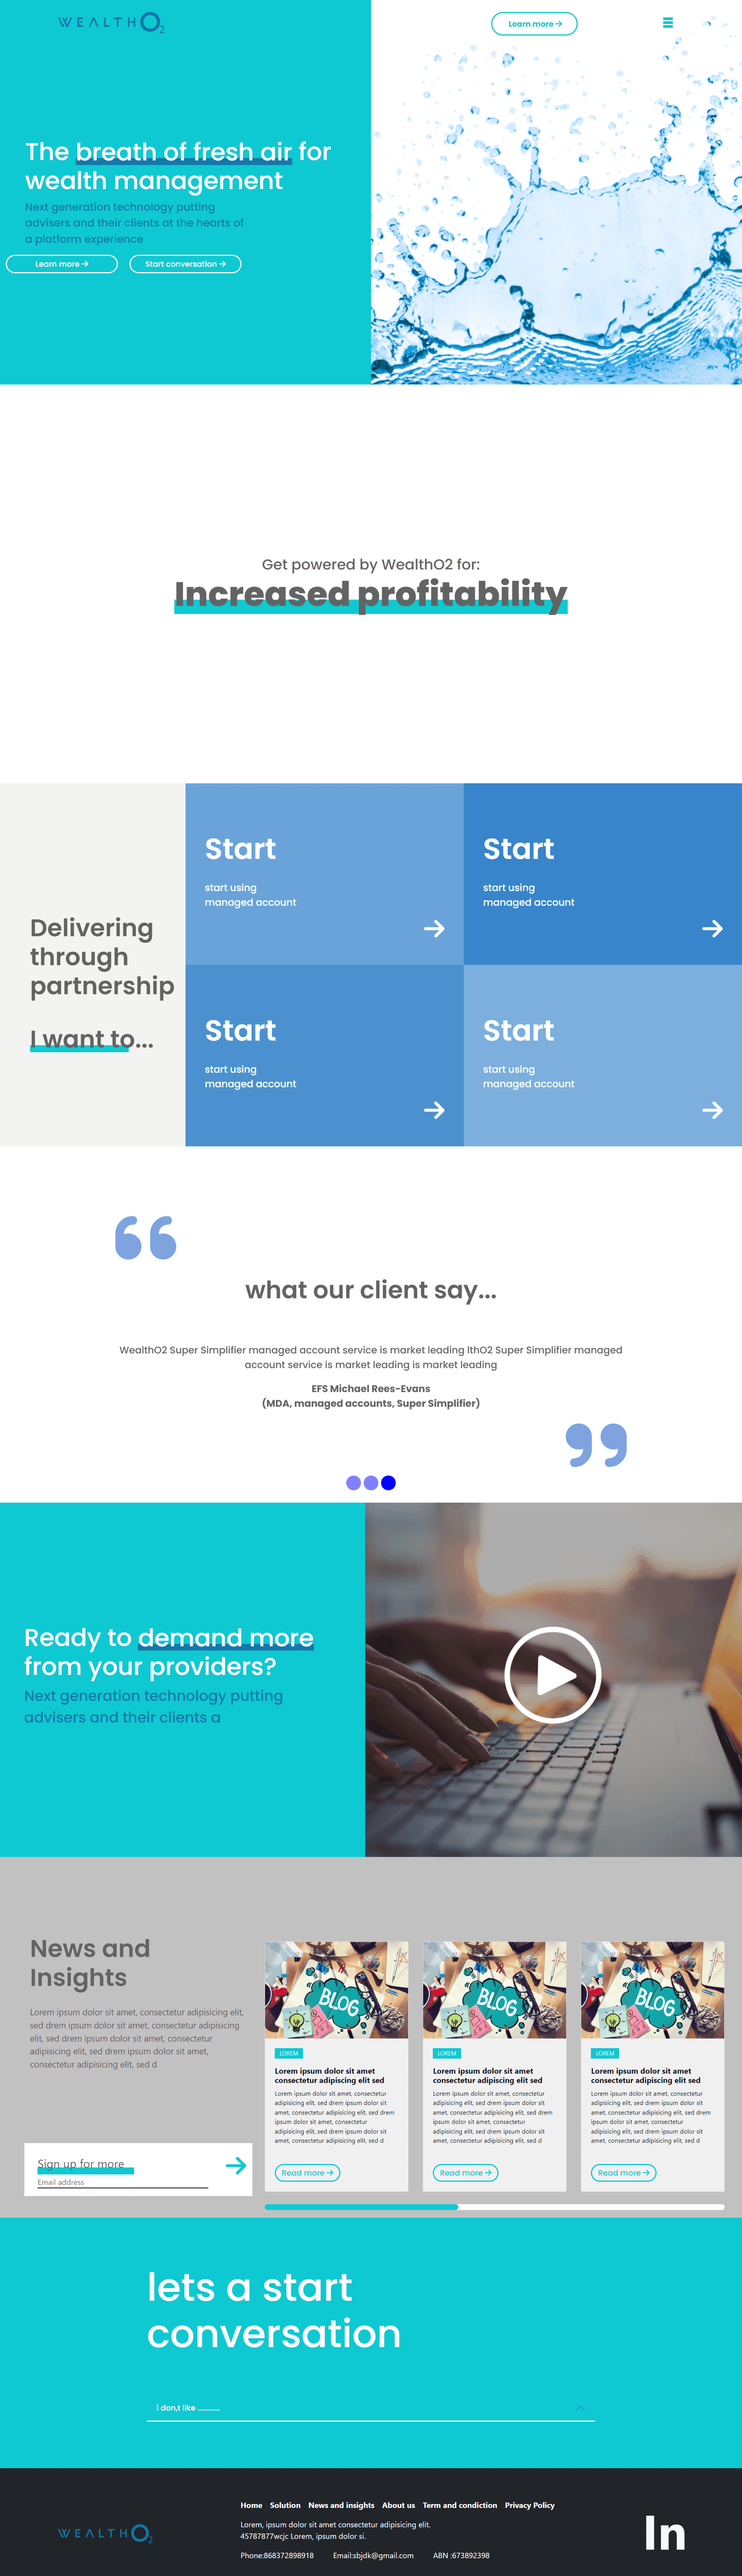 WEALTHO2
Learn more →
The breath of fresh air for
wealth management
Next generation technology putting
advisers and their clients at the hearts of
a platform experience
Learn more →
Start conversation →
Get powered by WealthO2 for:
Increased profitability
Delivering
through
partnership
I want to...
Start
start using
managed account
Start
start using
managed account
Start
start using
managed account
Start
start using
managed account
what our client say...
WealthO2 Super Simplifier managed account service is market leading lthO2 Super Simplifier managed
account service is market leading is market leading
EFS Michael Rees-Evans
(MDA, managed accounts, Super Simplifier)
Ready to demand more
from your providers?
Next generation technology putting
advisers and their clients a
News and
Insights
Lorem ipsum dolor sit amet, consectetur adipisicing elit,
sed drem ipsum dolor sit amet, consectetur adipisicing
elit, sed drem ipsum dolor sit amet, consectetur
adipisicing elit, sed drem ipsum dolor sit amet,
consectetur adipisicing elit, sed d
Sign up for more
Email address
BLOG
LOREM
Lorem ipsum dolor sit amet
consectetur adipiscing elit sed
Lorem ipsum dolor sit amet, consectetur
adipisicing elit, sed drem ipsum dolor sit
amet, consectetur adipisicing elit, sed drem
ipsum dolor sit amet, consectetur
adipisicing elit, sed drem ipsum dolor sit
amet, consectetur adipisicing elit, sed d
Read more →
BLOG
LOREM
Lorem ipsum dolor sit amet
consectetur adipiscing elit sed
Lorem ipsum dolor sit amet, consectetur
adipisicing elit, sed drem ipsum dolor sit
amet, consectetur adipisicing elit, sed drem
ipsum dolor sit amet, consectetur
adipisicing elit, sed drem ipsum dolor sit
amet, consectetur adipisicing elit, sed d
Read more →
BLOG
LOREM
Lorem ipsum dolor sit amet
consectetur adipiscing elit sed
Lorem ipsum dolor sit amet, consectetur
adipisicing elit, sed drem ipsum dolor sit
amet, consectetur adipisicing elit, sed drem
ipsum dolor sit amet, consectetur
adipisicing elit, sed drem ipsum dolor sit
amet, consectetur adipisicing elit, sed d
Read more →
lets a start
conversation
i don,t like ...........
Home Solution News and insights About us Term and condiction Privacy Policy
Lorem, ipsum dolor sit amet consectetur adipisicing elit.
45787877wcjc Lorem, ipsum dolor si.
Phone:868372898918 Email:sbjdk@gmail.com ABN :673892398
WEALTHO2
In